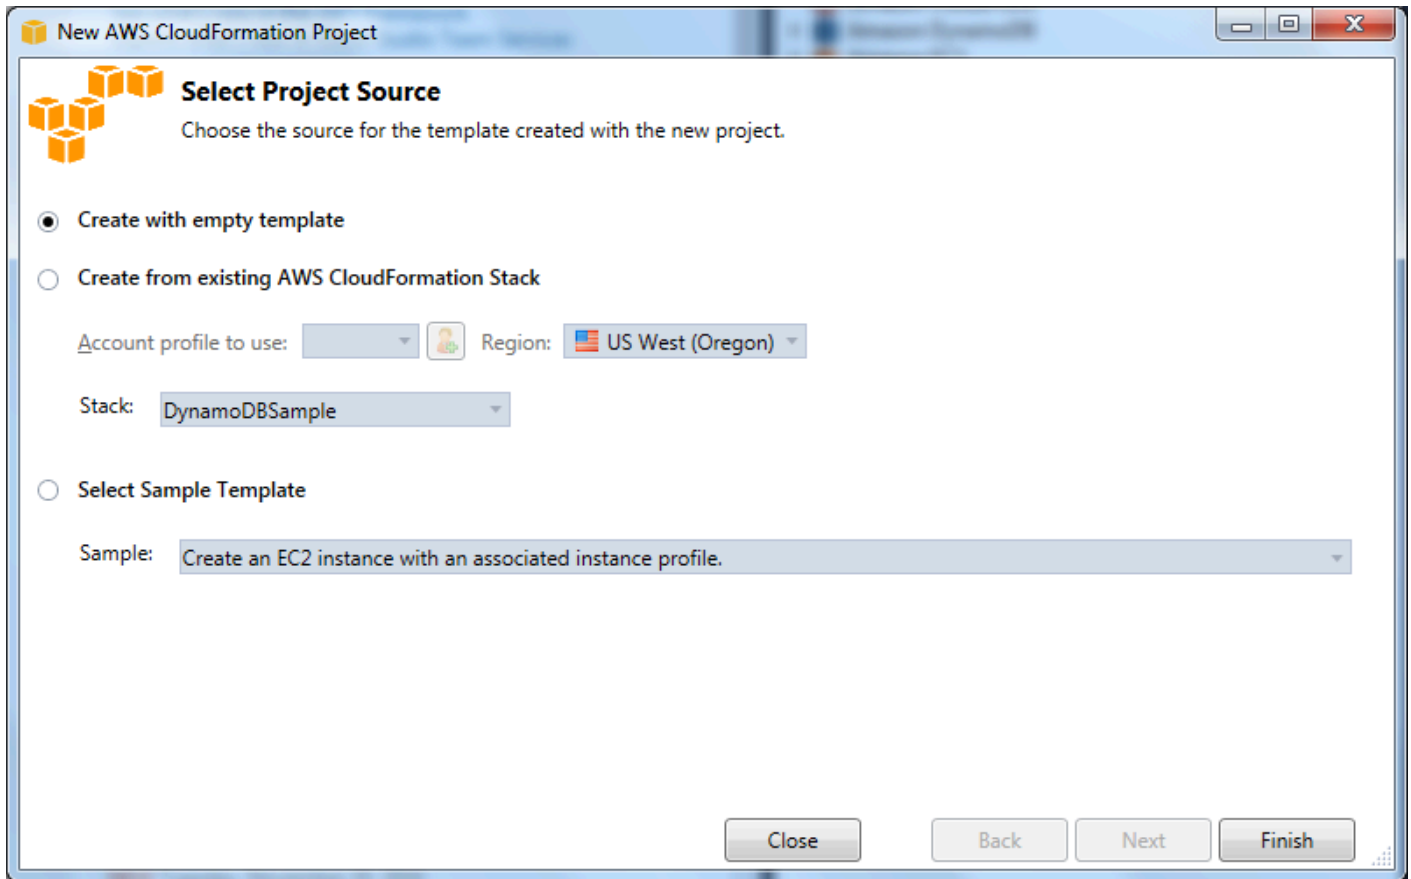 New AWS CloudFormation Project
Amazon DynamoDB
Select Project Source
Choose the source for the template created with the new project.
Create with empty template
Create from existing AWS CloudFormation Stack
Account profile to use: Region: US West (Oregon)
Stack: DynamoDBSample
Select Sample Template
Sample: Create an EC2 instance with an associated instance profile.
Close Back Next Finish